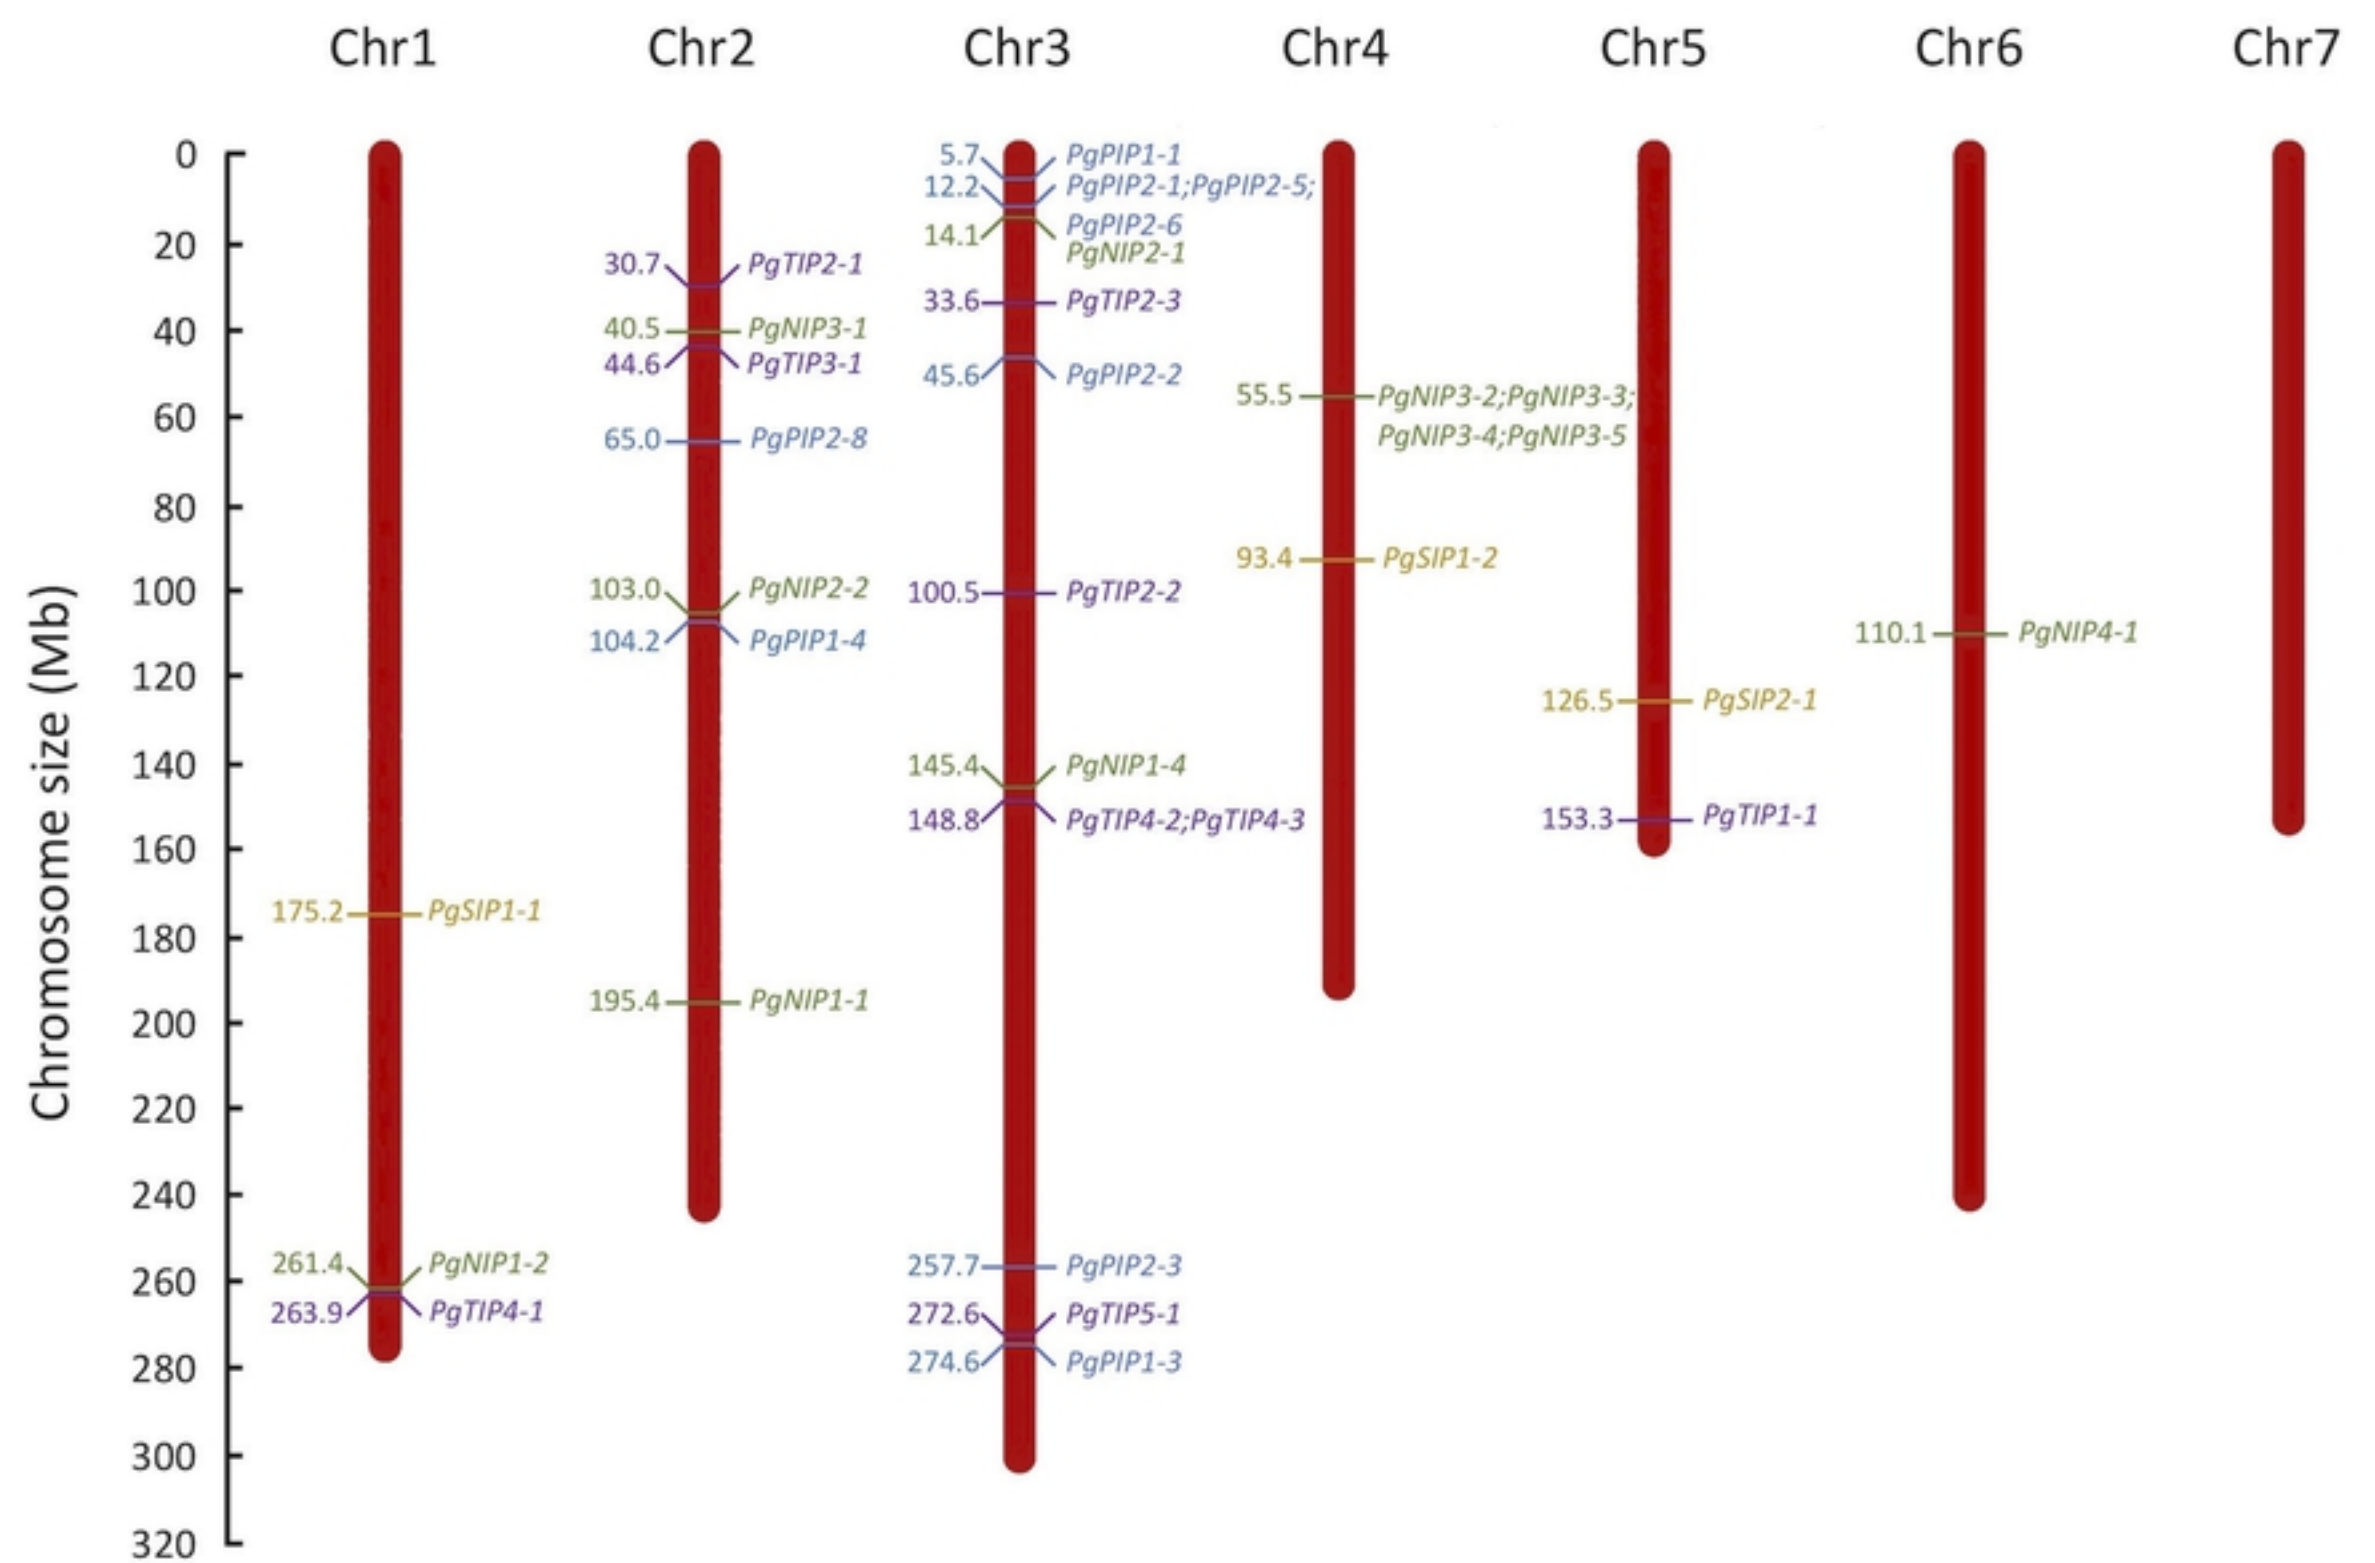 Chr1 Chr2 Chr3 Chr4 Chr5 Chr6 Chr7
Chromosome size (Mb)
0
20
40
60
80
100
120
140
160
180
200
220
240
260
280
300
320
175.2 PgSIP1-1
261.4 PgNIP1-2
263.9 PgTIP4-1
30.7 PgTIP2-1
40.5 PgNIP3-1
44.6 PgTIP3-1
65.0 PgPIP2-8
103.0 PgNIP2-2
104.2 PgPIP1-4
195.4 PgNIP1-1
5.7 PgPIP1-1
12.2 PgPIP2-1;PgPIP2-5;
PgPIP2-6
14.1 PgNIP2-1
33.6 PgTIP2-3
45.6 PgPIP2-2
100.5 PgTIP2-2
145.4 PgNIP1-4
148.8 PgTIP4-2;PgTIP4-3
257.7 PgPIP2-3
272.6 PgTIP5-1
274.6 PgPIP1-3
55.5 PgNIP3-2;PgNIP3-3;
PgNIP3-4;PgNIP3-5
93.4 PgSIP1-2
126.5 PgSIP2-1
153.3 PgTIP1-1
110.1 PgNIP4-1